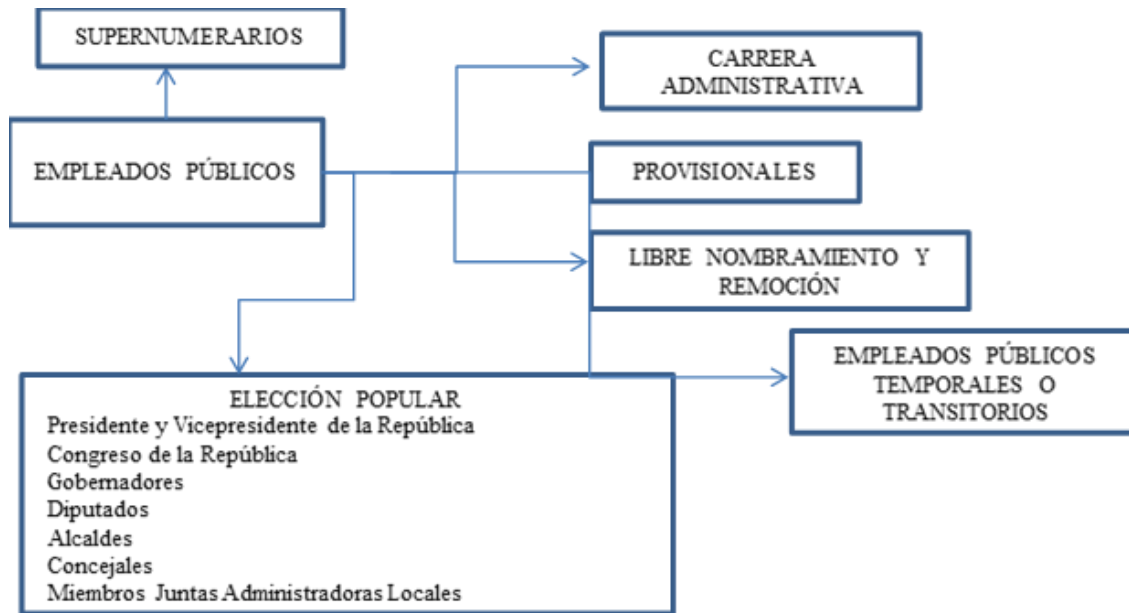 SUPERNUMERARIOS
CARRERA
ADMINISTRATIVA
EMPLEADOS PÚBLICOS
PROVISIONALES
LIBRE NOMBRAMIENTO Y
REMOCIÓN
EMPLEADOS PÚBLICOS
TEMPORALES O
TRANSITORIOS
ELECCIÓN POPULAR
Presidente y Vicepresidente de la República
Congreso de la República
Gobernadores
Diputados
Alcaldes
Concejales
Miembros Juntas Administradoras Locales